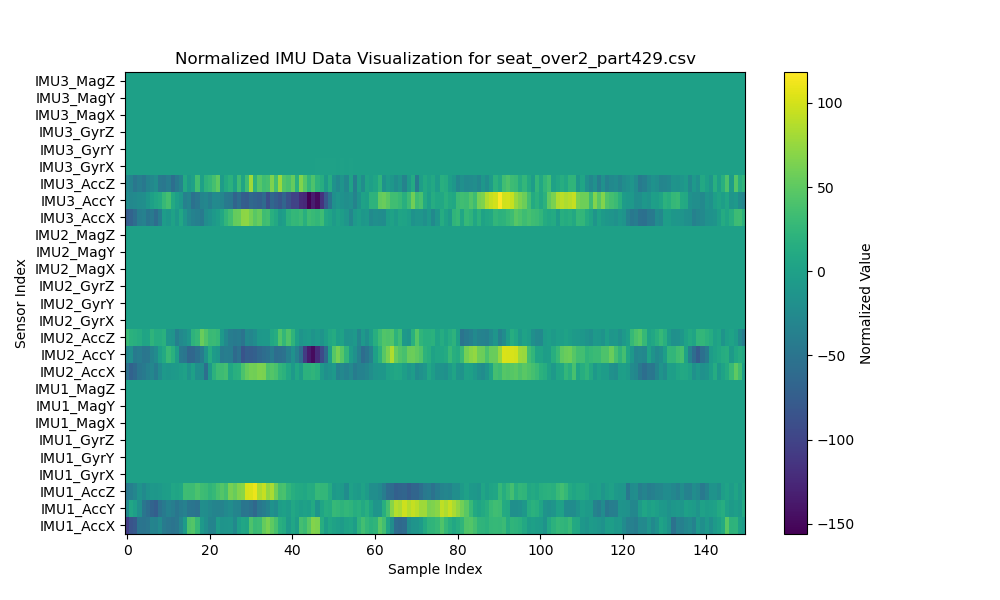 Normalized IMU Data Visualization for seat_over2_part429.csv
IMU3_MagZ
IMU3_MagY
IMU3_MagX
IMU3_GyrZ
IMU3_GyrY
IMU3_GyrX
IMU3_AccZ
IMU3_AccY
IMU3_AccX
IMU2_MagZ
IMU2_MagY
IMU2_MagX
IMU2_GyrZ
IMU2_GyrY
IMU2_GyrX
IMU2_AccZ
IMU2_AccY
IMU2_AccX
IMU1_MagZ
IMU1_MagY
IMU1_MagX
IMU1_GyrZ
IMU1_GyrY
IMU1_GyrX
IMU1_AccZ
IMU1_AccY
IMU1_AccX
Sensor Index
0 20 40 60 80 100 120 140
Sample Index
100
50
0
−50
−100
−150
Normalized Value